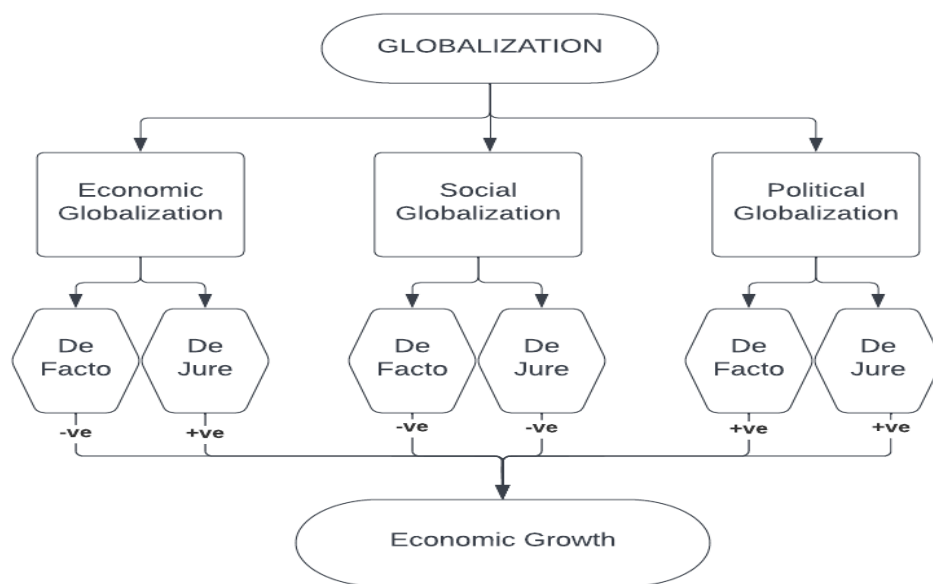 GLOBALIZATION
Economic
Globalization
Social
Globalization
Political
Globalization
De
Facto
De
Jure
De
Facto
De
Jure
De
Facto
De
Jure
-ve
+ve
-ve
-ve
+ve
+ve
Economic Growth